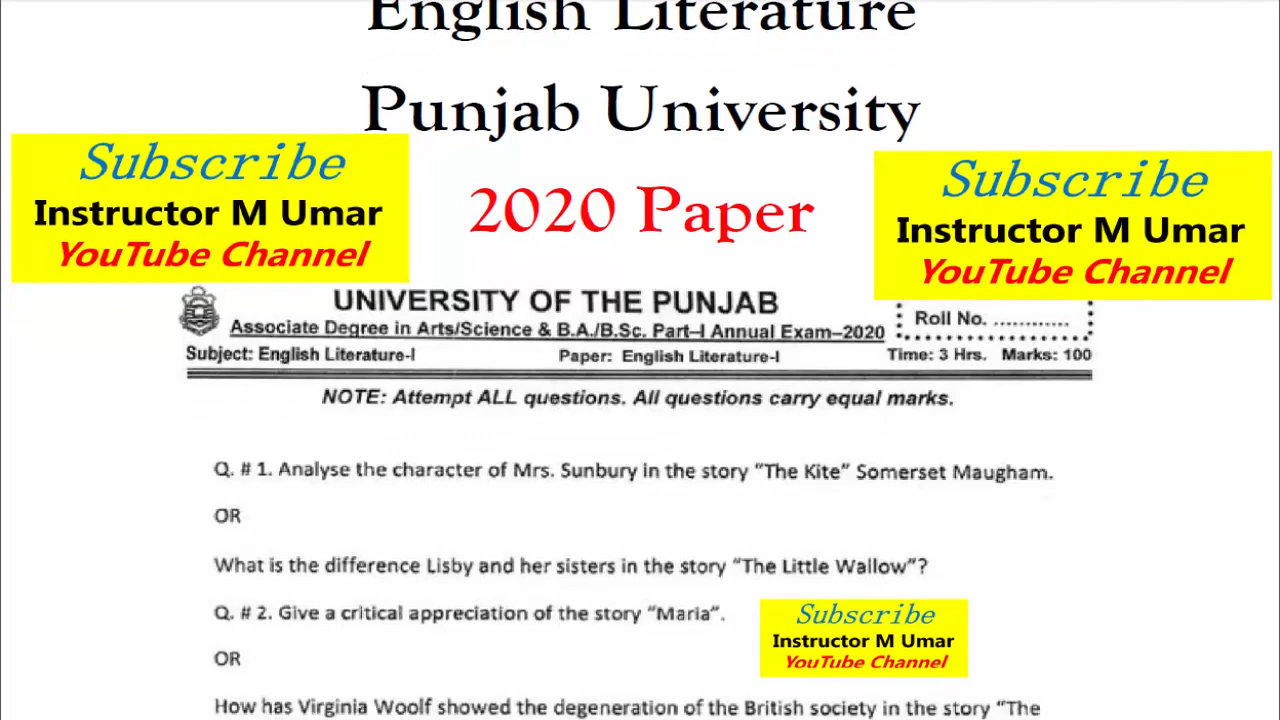 English Literature
Punjab University
2020 Paper
Subscribe
Instructor M Umar
YouTube Channel
Subscribe
Instructor M Umar
YouTube Channel
UNIVERSITY OF THE PUNJAB
Associate Degree in Arts/Science & B.A./B.Sc. Part–I Annual Exam–2020
Roll No. ............
Subject: English Literature-I Paper: English Literature-I Time: 3 Hrs. Marks: 100
NOTE: Attempt ALL questions. All questions carry equal marks.
Q. # 1. Analyse the character of Mrs. Sunbury in the story “The Kite” Somerset Maugham.
OR
What is the difference Lisby and her sisters in the story “The Little Wallow”?
Q. # 2. Give a critical appreciation of the story “Maria”.
Subscribe
Instructor M Umar
YouTube Channel
OR
How has Virginia Woolf showed the degeneration of the British society in the story “The